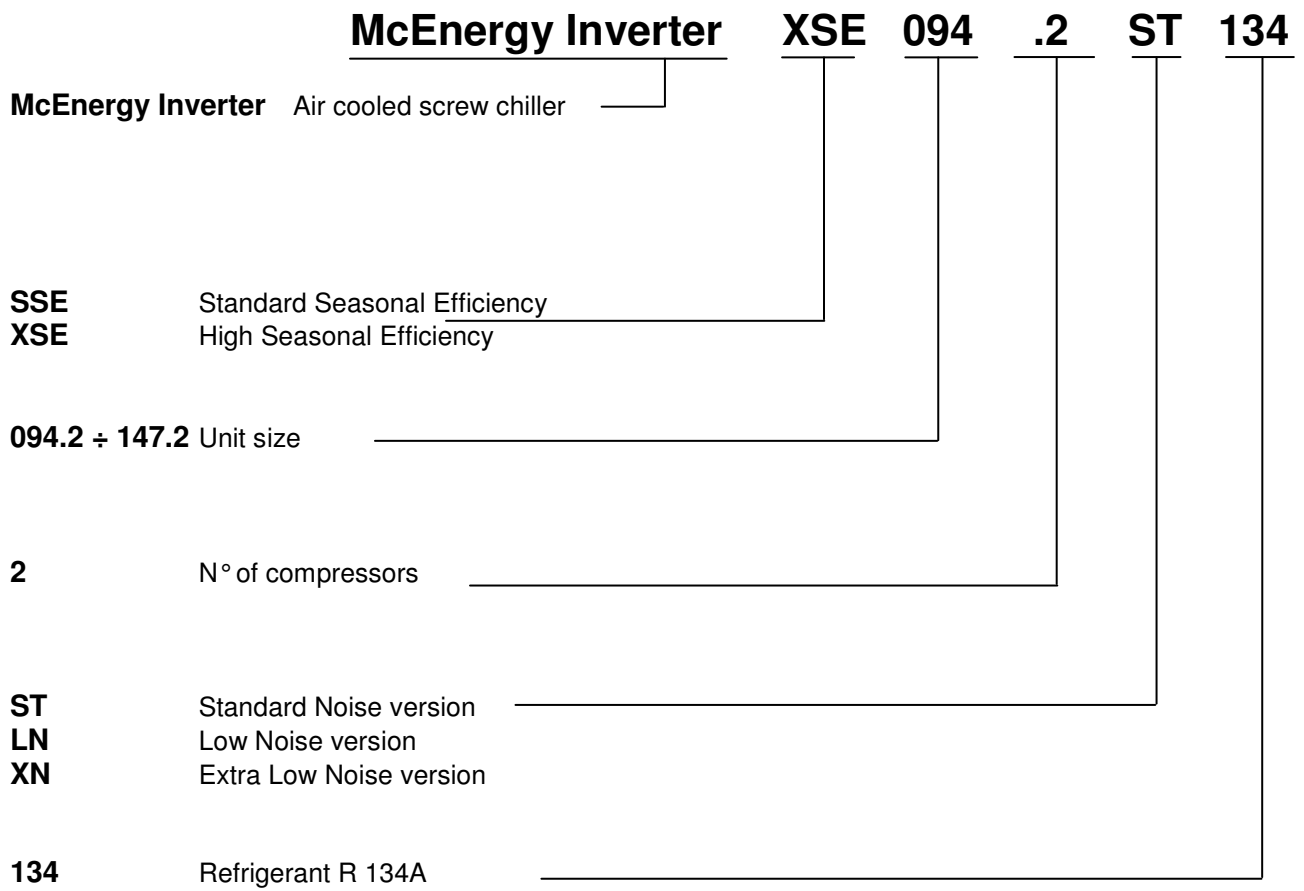 McEnergy Inverter XSE 094 .2 ST 134
McEnergy Inverter Air cooled screw chiller
SSE Standard Seasonal Efficiency
XSE High Seasonal Efficiency
094.2 ÷ 147.2 Unit size
2 N° of compressors
ST Standard Noise version
LN Low Noise version
XN Extra Low Noise version
134 Refrigerant R 134A